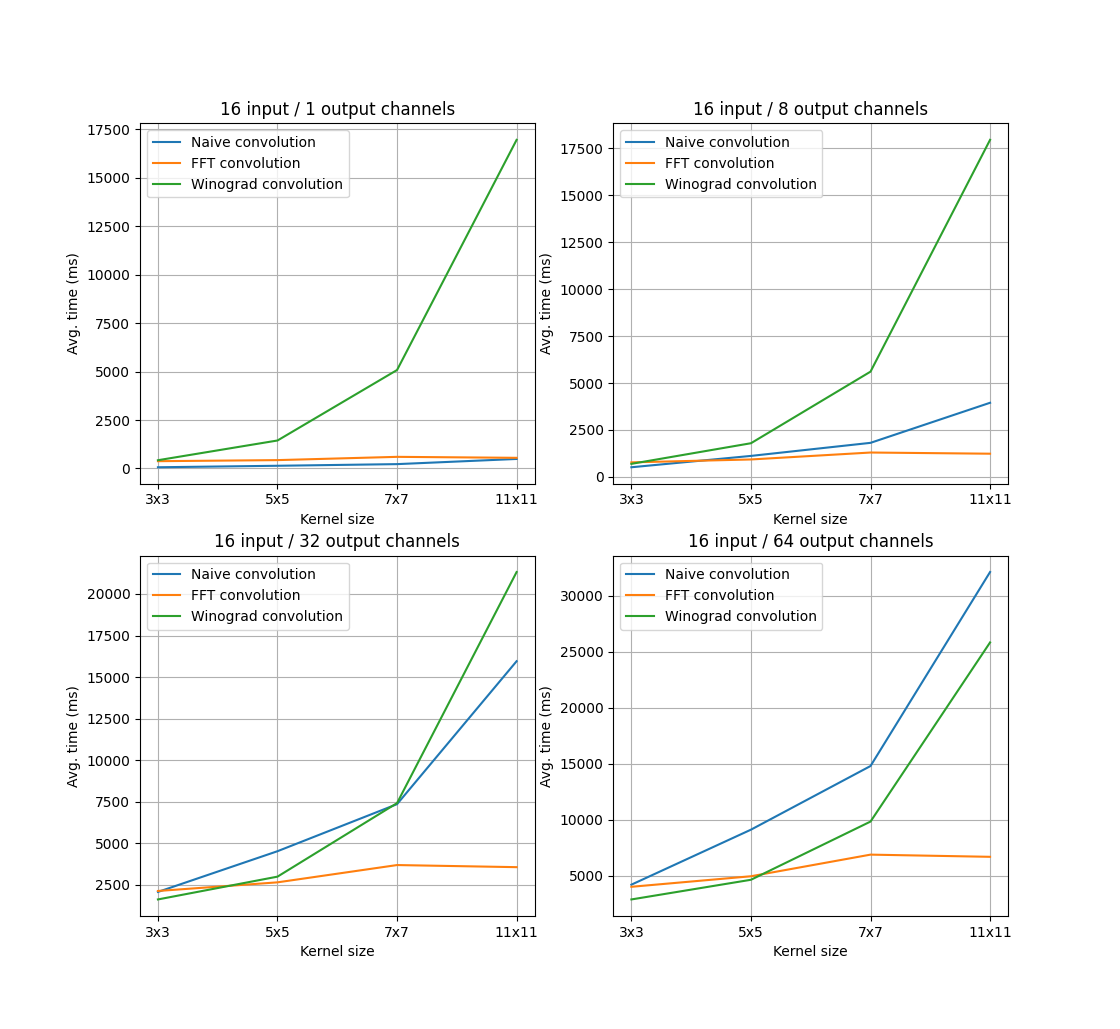 16 input / 1 output channels
Naive convolution
FFT convolution
Winograd convolution
Avg. time (ms)
17500
15000
12500
10000
7500
5000
2500
0
3x3 5x5 7x7 11x11
Kernel size
16 input / 8 output channels
Naive convolution
FFT convolution
Winograd convolution
Avg. time (ms)
17500
15000
12500
10000
7500
5000
2500
0
3x3 5x5 7x7 11x11
Kernel size
16 input / 32 output channels
Naive convolution
FFT convolution
Winograd convolution
Avg. time (ms)
20000
17500
15000
12500
10000
7500
5000
2500
3x3 5x5 7x7 11x11
Kernel size
16 input / 64 output channels
Naive convolution
FFT convolution
Winograd convolution
Avg. time (ms)
30000
25000
20000
15000
10000
5000
3x3 5x5 7x7 11x11
Kernel size